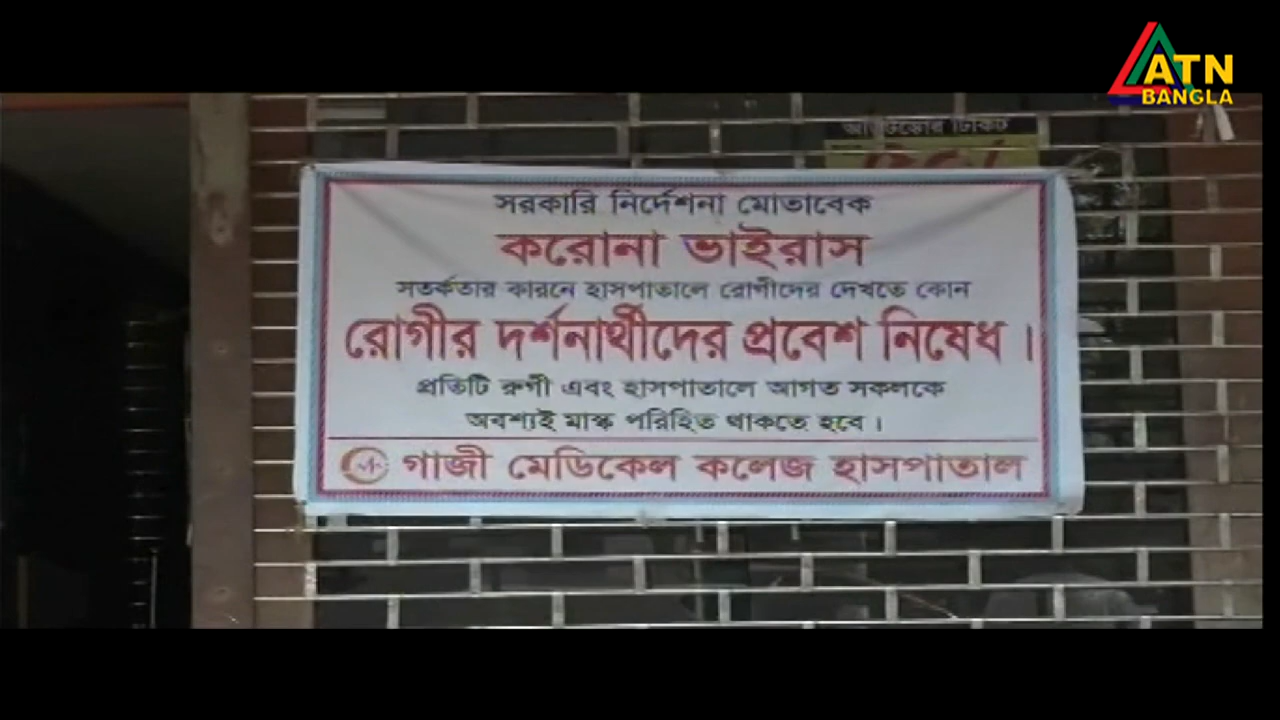 ATN
BANGLA
আউটডোর টিকিট
সরকারি নির্দেশনা মোতাবেক
করোনা ভাইরাস
সতর্কতার কারনে হাসপাতালে রোগীদের দেখতে কোন
রোগীর দর্শনার্থীদের প্রবেশ নিষেধ।
প্রতিটি রুগী এবং হাসপাতালে আগত সকলকে
অবশ্যই মাস্ক পরিহিত থাকতে হবে।
গাজী মেডিকেল কলেজ হাসপাতাল